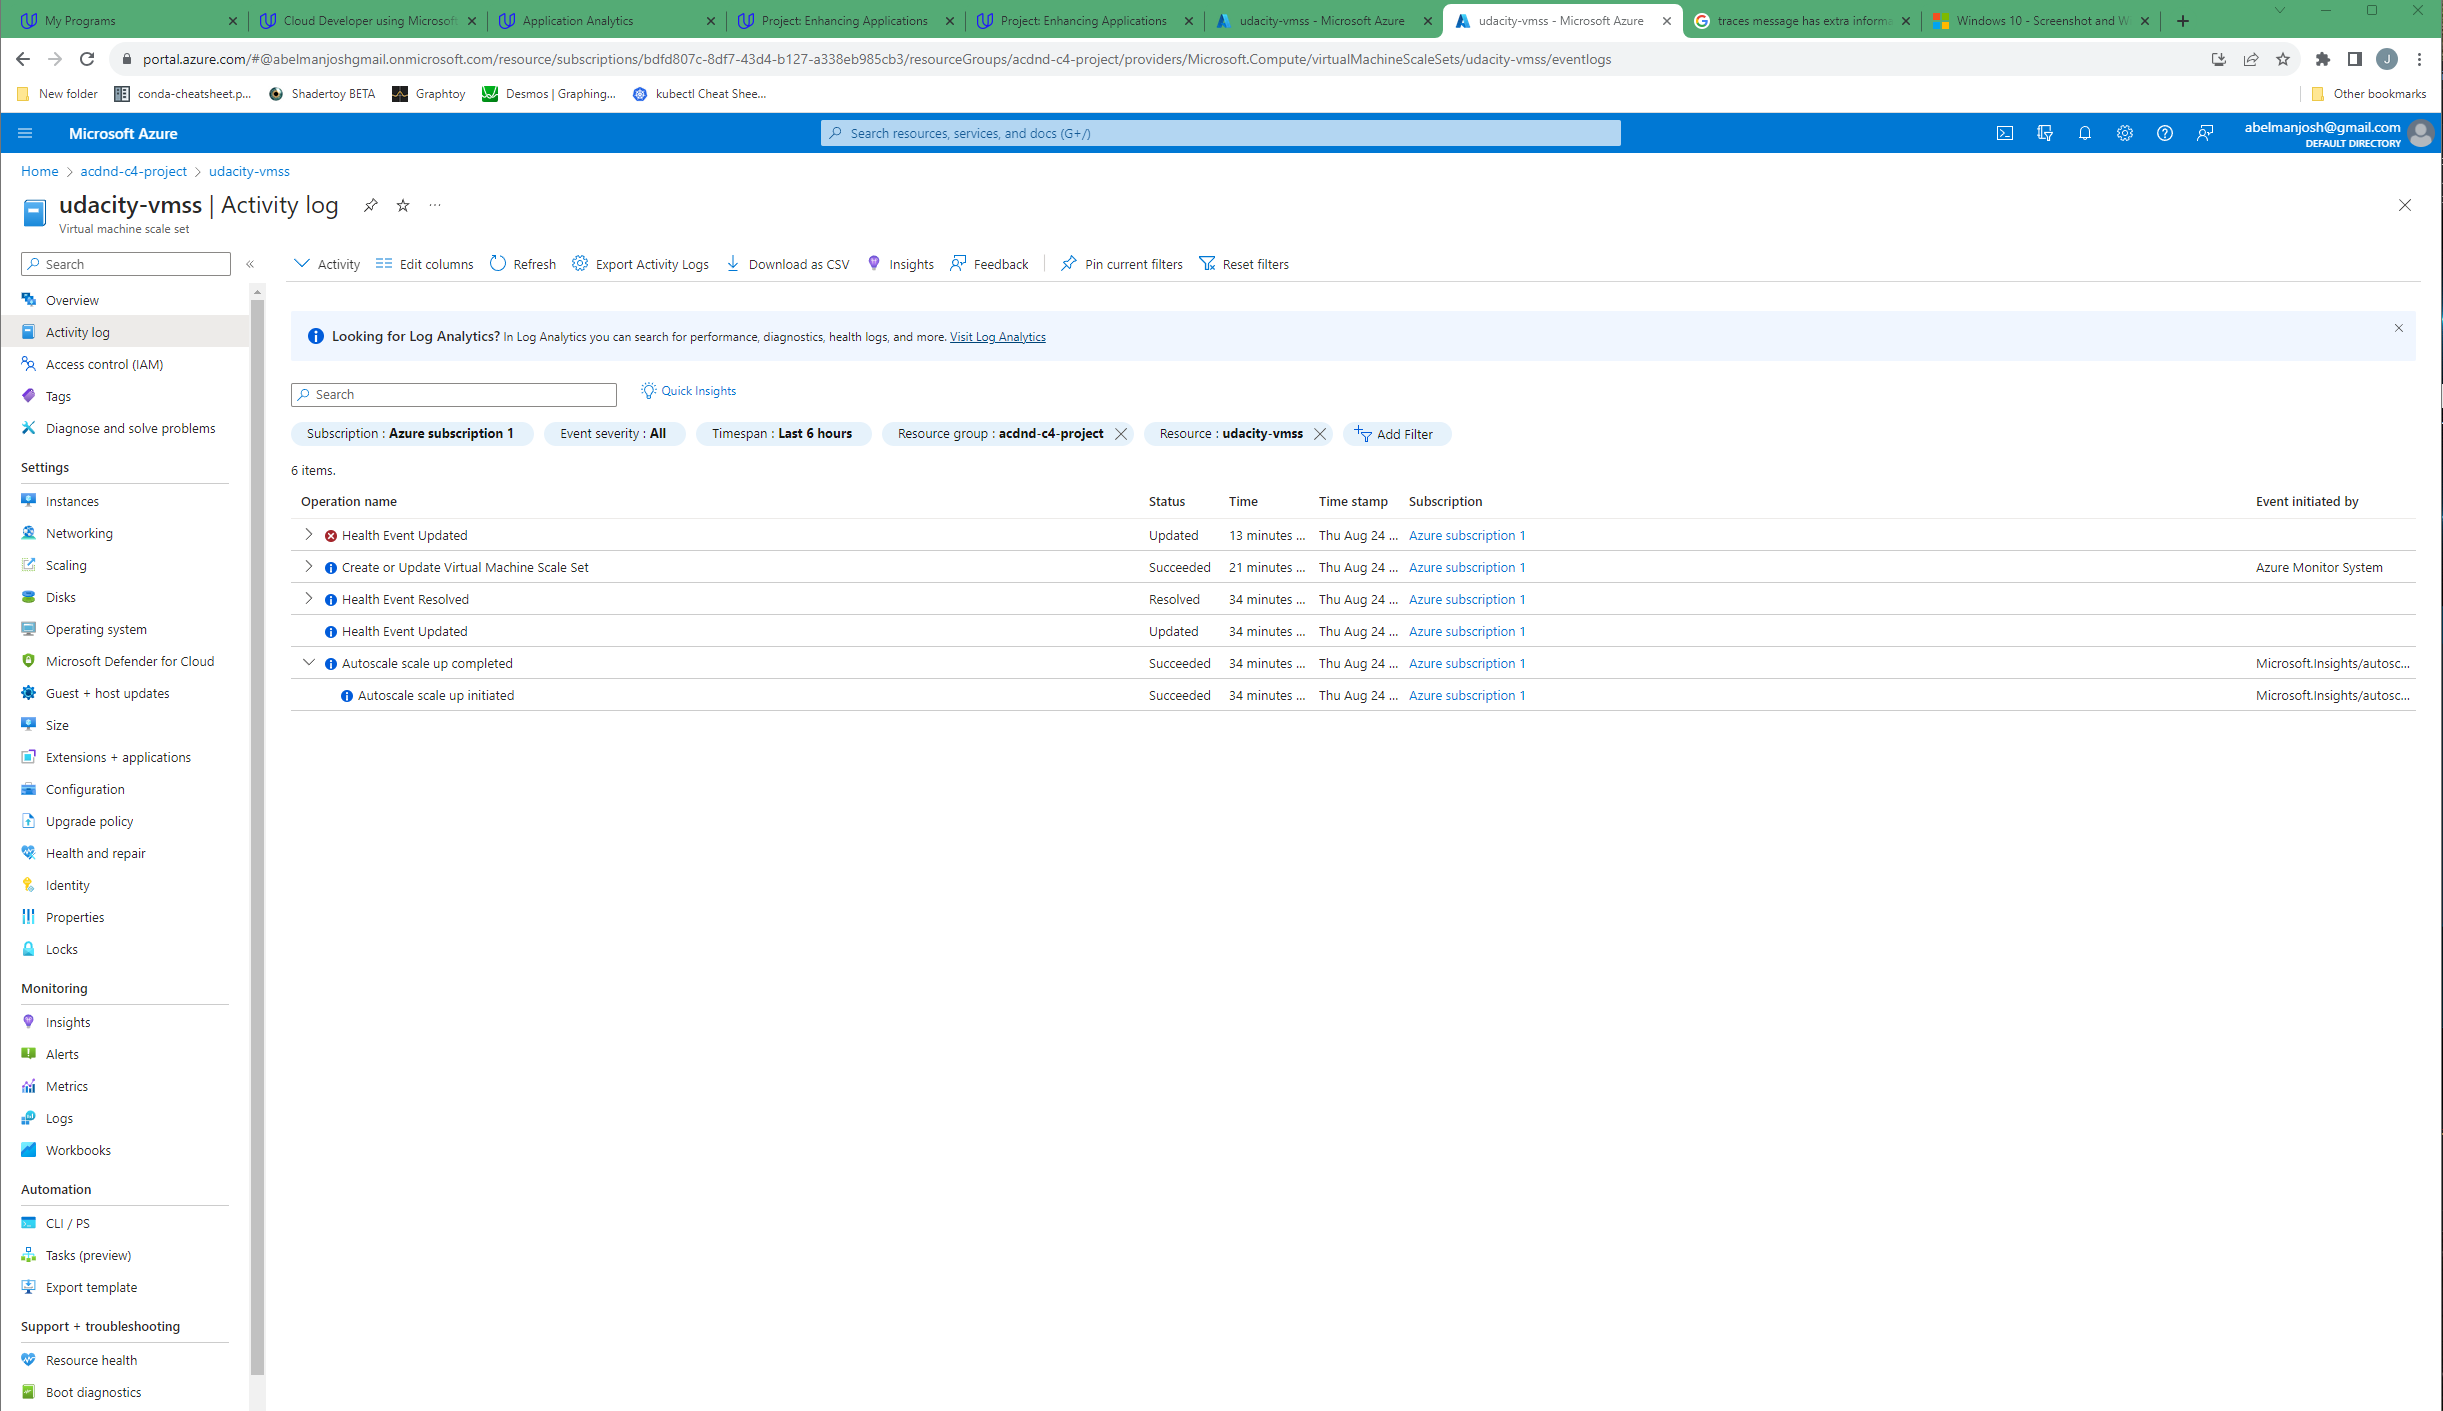 My Programs
Cloud Developer using Microsoft
Application Analytics
Project: Enhancing Applications
Project: Enhancing Applications
udacity-vmss - Microsoft Azure
udacity-vmss - Microsoft Azure
traces message has extra informa
Windows 10 - Screenshot and W
portal.azure.com/#@abelmanjoshgmail.onmicrosoft.com/resource/subscriptions/bdfd807c-8df7-43d4-b127-a338eb985cb3/resourceGroups/acdnd-c4-project/providers/Microsoft.Compute/virtualMachineScaleSets/udacity-vmss/eventlogs
J
New folder
conda-cheatsheet.p...
Shadertoy BETA
Graphtoy
Desmos | Graphing...
kubectl Cheat Shee...
Other bookmarks
Microsoft Azure
Search resources, services, and docs (G+/)
abelmanjosh@gmail.com
DEFAULT DIRECTORY
Home > acdnd-c4-project > udacity-vmss
udacity-vmss | Activity log
Virtual machine scale set
Search
Activity
Edit columns
Refresh
Export Activity Logs
Download as CSV
Insights
Feedback
Pin current filters
Reset filters
Overview
Activity log
Access control (IAM)
Tags
Diagnose and solve problems
Settings
Instances
Networking
Scaling
Disks
Operating system
Microsoft Defender for Cloud
Guest + host updates
Size
Extensions + applications
Configuration
Upgrade policy
Health and repair
Identity
Properties
Locks
Monitoring
Insights
Alerts
Metrics
Logs
Workbooks
Automation
CLI / PS
Tasks (preview)
Export template
Support + troubleshooting
Resource health
Boot diagnostics
Looking for Log Analytics? In Log Analytics you can search for performance, diagnostics, health logs, and more. Visit Log Analytics
Search
Quick Insights
Subscription : Azure subscription 1
Event severity : All
Timespan : Last 6 hours
Resource group : acdnd-c4-project
Resource : udacity-vmss
Add Filter
6 items.
Operation name Status Time Time stamp Subscription Event initiated by
Health Event Updated Updated 13 minutes ... Thu Aug 24 ... Azure subscription 1
Create or Update Virtual Machine Scale Set Succeeded 21 minutes ... Thu Aug 24 ... Azure subscription 1 Azure Monitor System
Health Event Resolved Resolved 34 minutes ... Thu Aug 24 ... Azure subscription 1
Health Event Updated Updated 34 minutes ... Thu Aug 24 ... Azure subscription 1
Autoscale scale up completed Succeeded 34 minutes ... Thu Aug 24 ... Azure subscription 1 Microsoft.Insights/autosc...
Autoscale scale up initiated Succeeded 34 minutes ... Thu Aug 24 ... Azure subscription 1 Microsoft.Insights/autosc...